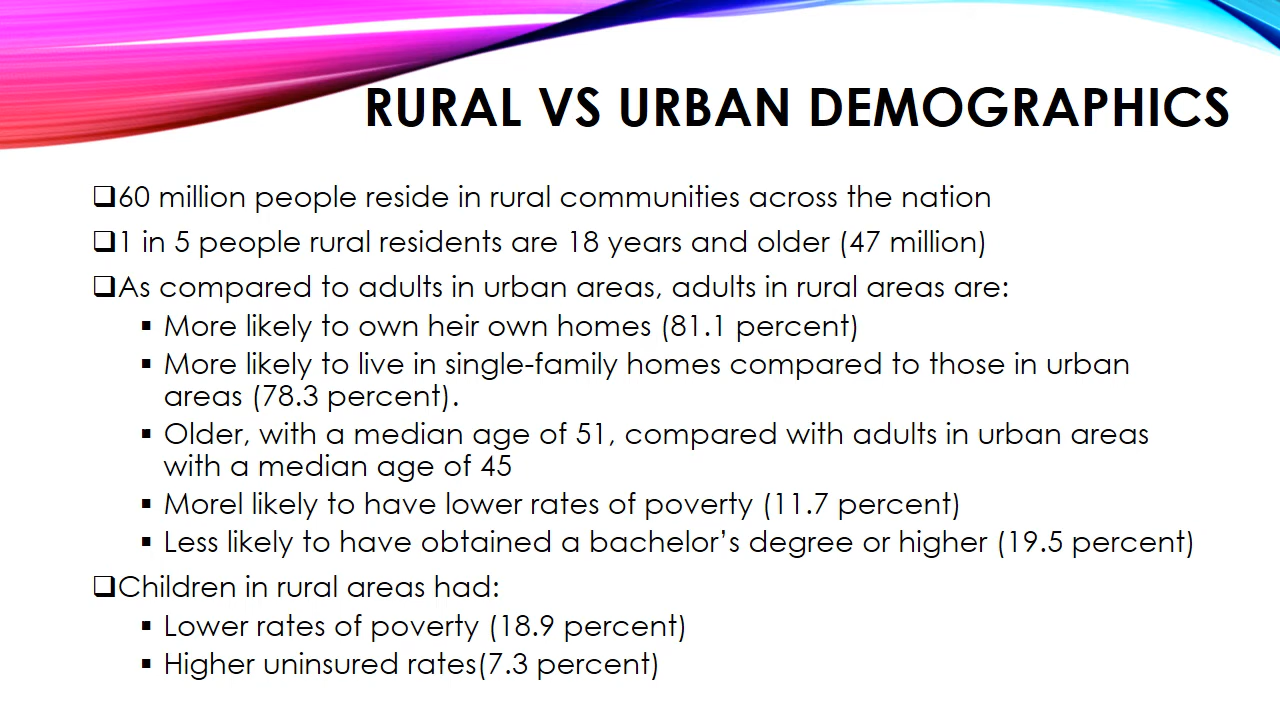 RURAL VS URBAN DEMOGRAPHICS
❑60 million people reside in rural communities across the nation
❑1 in 5 people rural residents are 18 years and older (47 million)
❑As compared to adults in urban areas, adults in rural areas are:
▪ More likely to own heir own homes (81.1 percent)
▪ More likely to live in single-family homes compared to those in urban
areas (78.3 percent).
▪ Older, with a median age of 51, compared with adults in urban areas
with a median age of 45
▪ Morel likely to have lower rates of poverty (11.7 percent)
▪ Less likely to have obtained a bachelor’s degree or higher (19.5 percent)
❑Children in rural areas had:
▪ Lower rates of poverty (18.9 percent)
▪ Higher uninsured rates(7.3 percent)